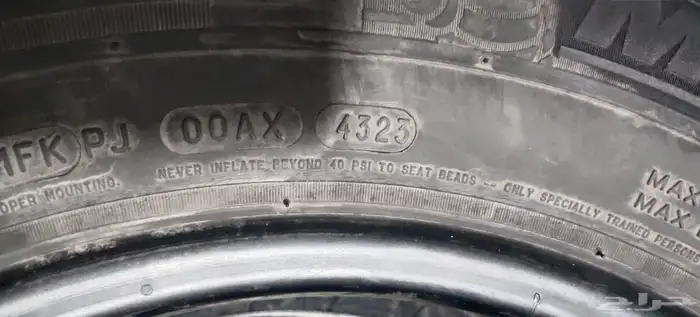 MFK PJ 00AX 4323
OPER MOUNTING.
NEVER INFLATE BEYOND 40 PSI TO SEAT BEADS - ONLY SPECIALLY TRAINED PERSONS
MAX
MAX
حراج